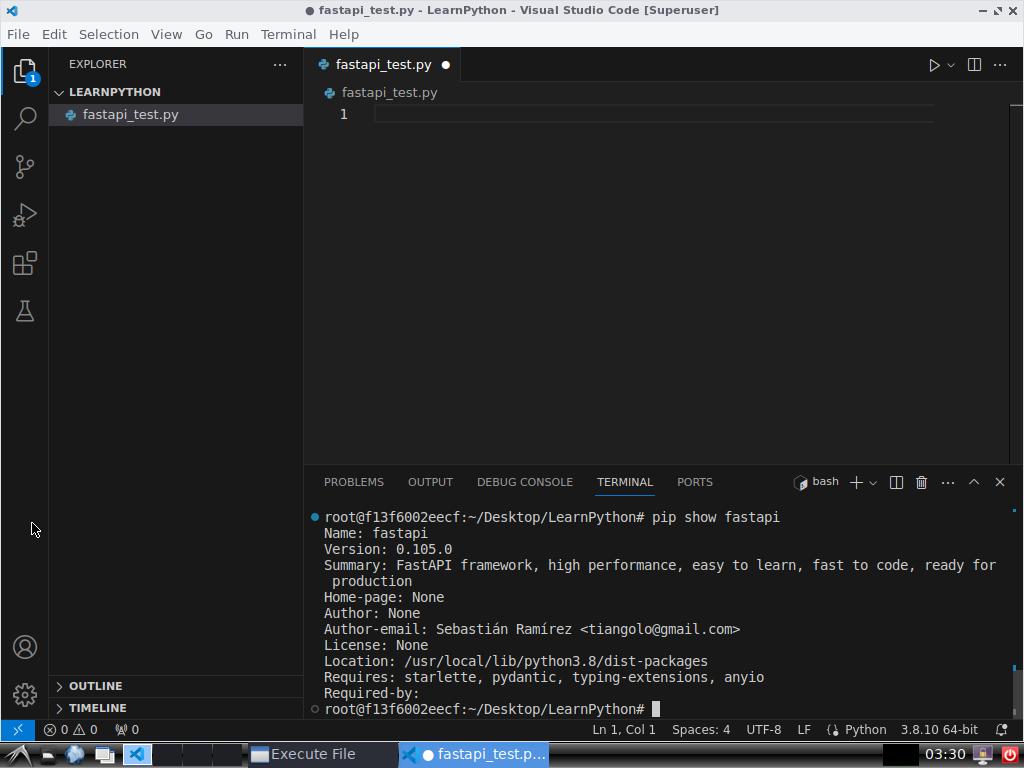 ● fastapi_test.py - LearnPython - Visual Studio Code [Superuser]
File Edit Selection View Go Run Terminal Help
EXPLORER
1
LEARNPYTHON
fastapi_test.py
fastapi_test.py
fastapi_test.py
1
PROBLEMS OUTPUT DEBUG CONSOLE TERMINAL PORTS
bash
root@f13f6002eecf:~/Desktop/LearnPython# pip show fastapi
Name: fastapi
Version: 0.105.0
Summary: FastAPI framework, high performance, easy to learn, fast to code, ready for
production
Home-page: None
Author: None
Author-email: Sebastián Ramírez <tiangolo@gmail.com>
License: None
Location: /usr/local/lib/python3.8/dist-packages
Requires: starlette, pydantic, typing-extensions, anyio
Required-by:
root@f13f6002eecf:~/Desktop/LearnPython#
OUTLINE
TIMELINE
0 0 0 Ln 1, Col 1 Spaces: 4 UTF-8 LF Python 3.8.10 64-bit
Execute File ● fastapi_test.p... 03:30